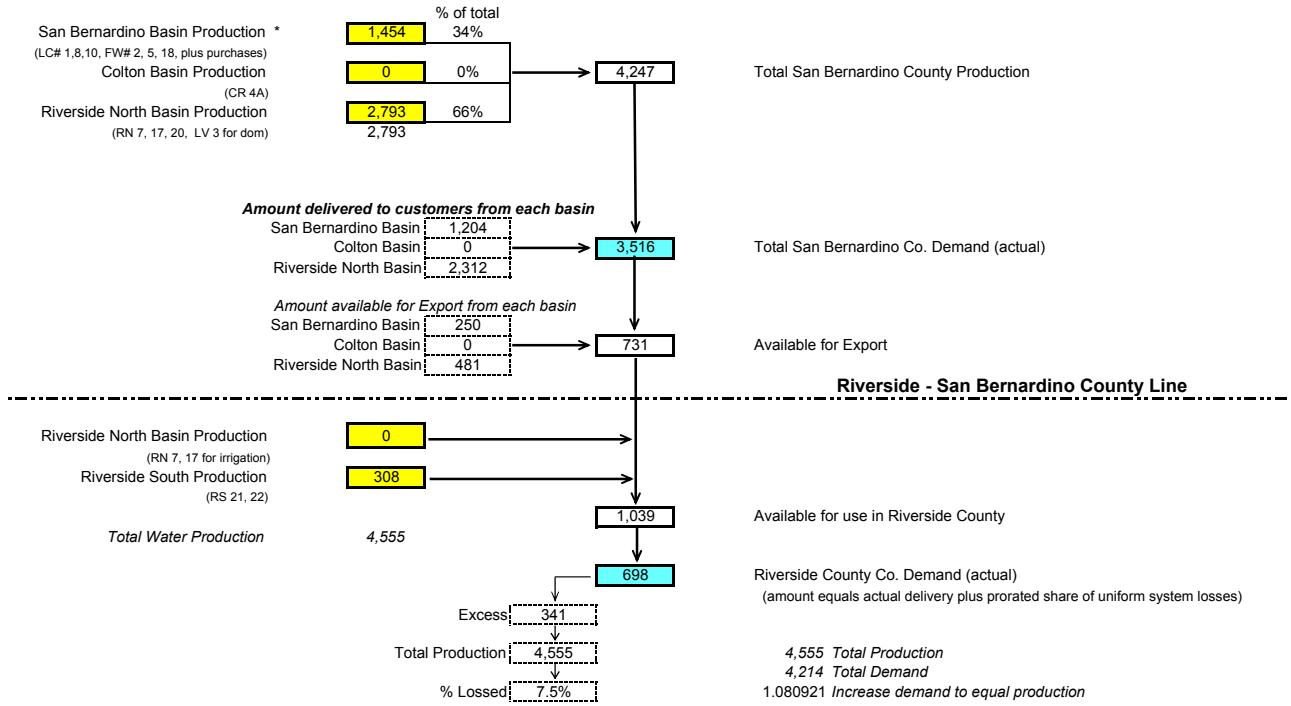 % of total
San Bernardino Basin Production * 1,454 34%
(LC# 1,8,10, FW# 2, 5, 18, plus purchases)
Colton Basin Production 0 0% 4,247 Total San Bernardino County Production
(CR 4A)
Riverside North Basin Production 2,793 66%
(RN 7, 17, 20, LV 3 for dom) 2,793
Amount delivered to customers from each basin
San Bernardino Basin 1,204
Colton Basin 0 3,516 Total San Bernardino Co. Demand (actual)
Riverside North Basin 2,312
Amount available for Export from each basin
San Bernardino Basin 250
Colton Basin 0 731 Available for Export
Riverside North Basin 481
Riverside - San Bernardino County Line
Riverside North Basin Production 0
(RN 7, 17 for irrigation)
Riverside South Production 308
(RS 21, 22)
1,039 Available for use in Riverside County
Total Water Production 4,555
698 Riverside County Co. Demand (actual)
(amount equals actual delivery plus prorated share of uniform system losses)
Excess 341
Total Production 4,555 4,555 Total Production
4,214 Total Demand
% Lossed 7.5% 1.080921 Increase demand to equal production